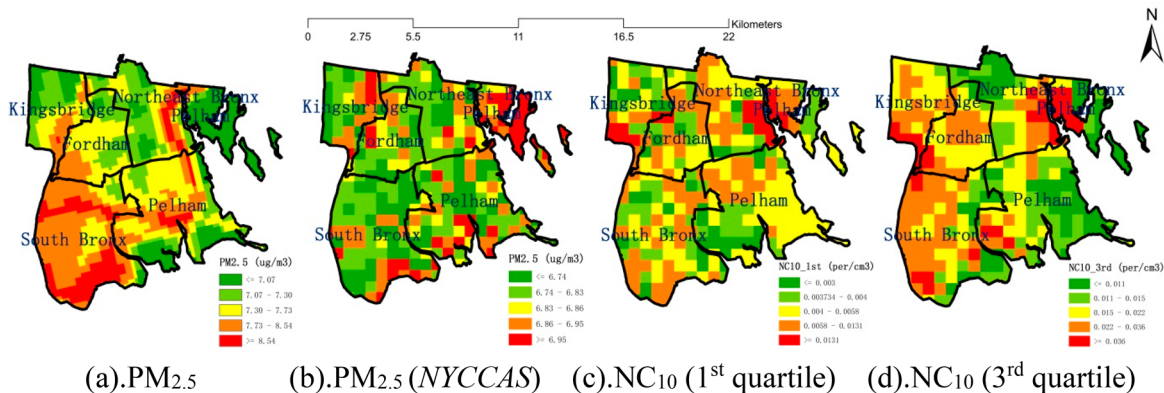 Kilometers
0 2.75 5.5 11 16.5 22
N
Kingsbridge
Northeast Bronx
Pelham
Fordham
Pelham
South Bronx
PM2.5 (ug/m3)
<= 7.07
7.07 - 7.30
7.30 - 7.73
7.73 - 8.54
>= 8.54
Kingsbridge
Northeast Bronx
Pelham
Fordham
Pelham
South Bronx
PM2.5 (ug/m3)
<= 6.74
6.74 - 6.83
6.83 - 6.86
6.86 - 6.95
>= 6.95
Kingsbridge
Northeast Bronx
Pelham
Fordham
Pelham
South Bronx
NC10_1st (per/cm3)
<= 0.003
0.003734 - 0.004
0.004 - 0.0058
0.0058 - 0.0131
>= 0.0131
Kingsbridge
Northeast Bronx
Pelham
Fordham
Pelham
South Bronx
NC10_3rd (per/cm3)
<= 0.011
0.011 - 0.015
0.015 - 0.022
0.022 - 0.036
>= 0.036
(a).PM2.5 (b).PM2.5 (NYCCAS) (c).NC10 (1st quartile) (d).NC10 (3rd quartile)